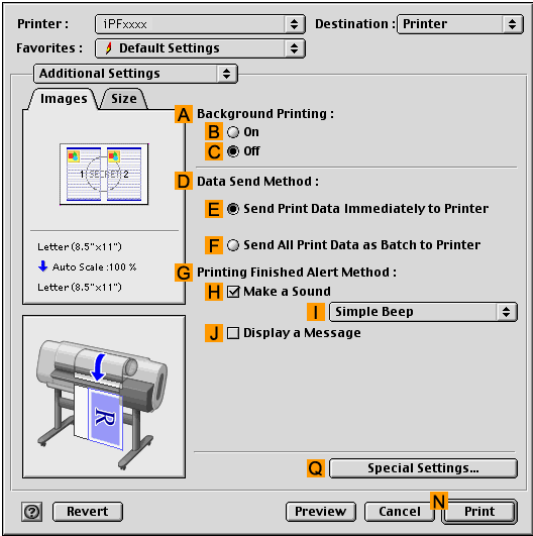 Printer : iPFxxxx Destination : Printer
Favorites : Default Settings
Additional Settings
Images Size
A Background Printing :
B On
C Off
1 SECRET 2
D Data Send Method :
E Send Print Data Immediately to Printer
F Send All Print Data as Batch to Printer
Letter (8.5"x11")
Auto Scale :100 %
Letter (8.5"x11")
G Printing Finished Alert Method :
H Make a Sound
I Simple Beep
J Display a Message
R
Q Special Settings...
? Revert Preview Cancel N Print